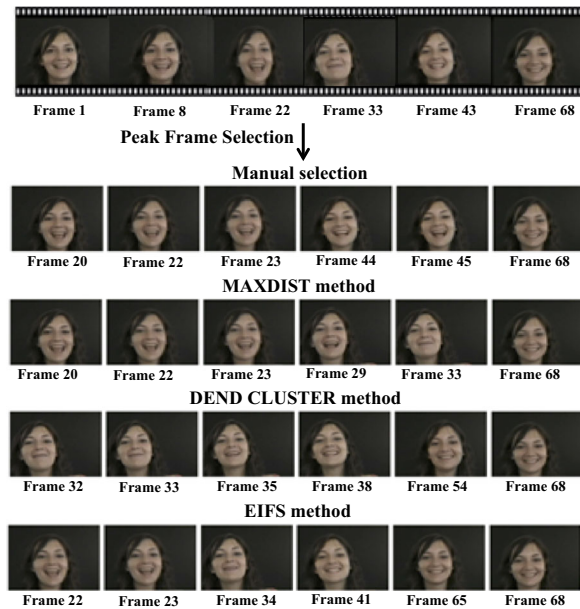 Frame 1 Frame 8 Frame 22 Frame 33 Frame 43 Frame 68
Peak Frame Selection
Manual selection
Frame 20 Frame 22 Frame 23 Frame 44 Frame 45 Frame 68
MAXDIST method
Frame 20 Frame 22 Frame 23 Frame 29 Frame 33 Frame 68
DEND CLUSTER method
Frame 32 Frame 33 Frame 35 Frame 38 Frame 54 Frame 68
EIFS method
Frame 22 Frame 23 Frame 34 Frame 41 Frame 65 Frame 68